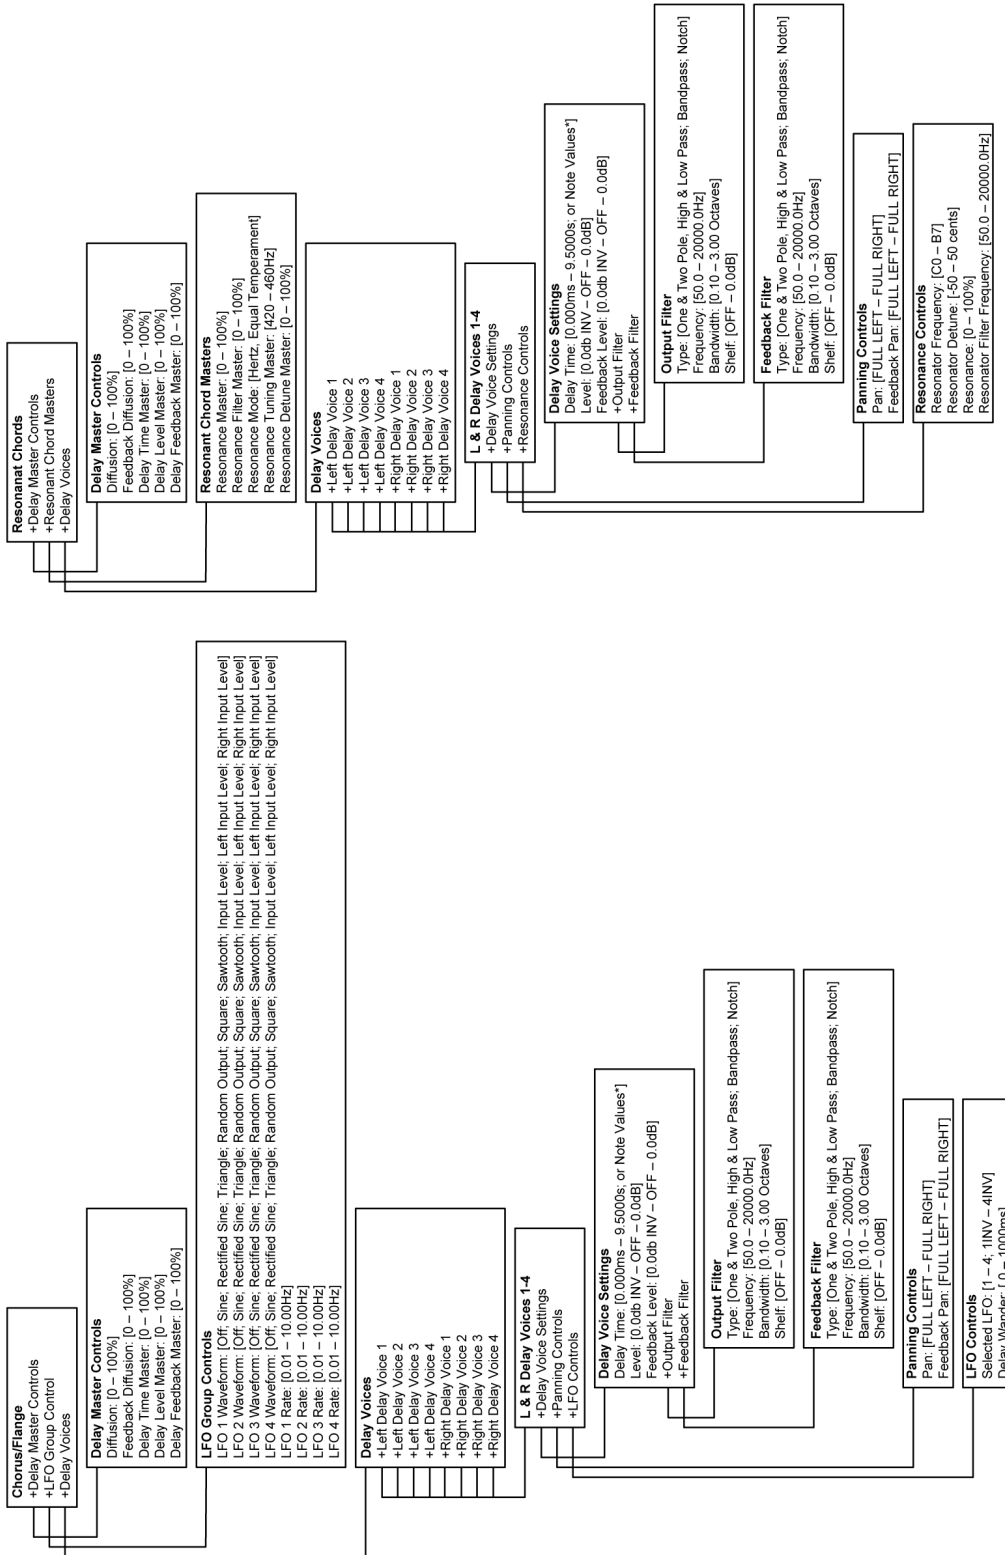 Chorus/Flange
+Delay Master Controls
+LFO Group Control
+Delay Voices
Delay Master Controls
Diffusion: [0 – 100%]
Feedback Diffusion: [0 – 100%]
Delay Time Master: [0 – 100%]
Delay Level Master: [0 – 100%]
Delay Feedback Master: [0 – 100%]
LFO Group Controls
LFO 1 Waveform: [Off; Sine; Rectified Sine; Triangle; Random Output; Square; Sawtooth; Input Level; Left Input Level; Right Input Level]
LFO 2 Waveform: [Off; Sine; Rectified Sine; Triangle; Random Output; Square; Sawtooth; Input Level; Left Input Level; Right Input Level]
LFO 3 Waveform: [Off; Sine; Rectified Sine; Triangle; Random Output; Square; Sawtooth; Input Level; Left Input Level; Right Input Level]
LFO 4 Waveform: [Off; Sine; Rectified Sine; Triangle; Random Output; Square; Sawtooth; Input Level; Left Input Level; Right Input Level]
LFO 1 Rate: [0.01 – 10.00Hz]
LFO 2 Rate: [0.01 – 10.00Hz]
LFO 3 Rate: [0.01 – 10.00Hz]
LFO 4 Rate: [0.01 – 10.00Hz]
Delay Voices
+Left Delay Voice 1
+Left Delay Voice 2
+Left Delay Voice 3
+Left Delay Voice 4
+Right Delay Voice 1
+Right Delay Voice 2
+Right Delay Voice 3
+Right Delay Voice 4
L & R Delay Voices 1-4
+Delay Voice Settings
+Panning Controls
+LFO Controls
Delay Voice Settings
Delay Time: [0.000ms – 9.5000s; or Note Values*]
Level: [0.0db INV – OFF – 0.0dB]
Feedback Level: [0.0db INV – OFF – 0.0dB]
+Output Filter
+Feedback Filter
Output Filter
Type: [One & Two Pole, High & Low Pass; Bandpass; Notch]
Frequency: [50.0 – 20000.0Hz]
Bandwidth: [0.10 – 3.00 Octaves]
Shelf: [OFF – 0.0dB]
Feedback Filter
Type: [One & Two Pole, High & Low Pass; Bandpass; Notch]
Frequency: [50.0 – 20000.0Hz]
Bandwidth: [0.10 – 3.00 Octaves]
Shelf: [OFF – 0.0dB]
Panning Controls
Pan: [FULL LEFT – FULL RIGHT]
Feedback Pan: [FULL LEFT – FULL RIGHT]
LFO Controls
Selected LFO: [1 – 4; 1INV – 4INV]
Delay Wander: [0 – 1000ms]
Resonanat Chords
+Delay Master Controls
+Resonant Chord Masters
+Delay Voices
Delay Master Controls
Diffusion: [0 – 100%]
Feedback Diffusion: [0 – 100%]
Delay Time Master: [0 – 100%]
Delay Level Master: [0 – 100%]
Delay Feedback Master: [0 – 100%]
Resonant Chord Masters
Resonance Master: [0 – 100%]
Resonance Filter Master: [0 – 100%]
Resonance Mode: [Hertz, Equal Temperament]
Resonance Tuning Master: [420 – 460Hz]
Resonance Detune Master: [0 – 100%]
Delay Voices
+Left Delay Voice 1
+Left Delay Voice 2
+Left Delay Voice 3
+Left Delay Voice 4
+Right Delay Voice 1
+Right Delay Voice 2
+Right Delay Voice 3
+Right Delay Voice 4
L & R Delay Voices 1-4
+Delay Voice Settings
+Panning Controls
+Resonance Controls
Delay Voice Settings
Delay Time: [0.000ms – 9.5000s; or Note Values*]
Level: [0.0db INV – OFF – 0.0dB]
Feedback Level: [0.0db INV – OFF – 0.0dB]
+Output Filter
+Feedback Filter
Output Filter
Type: [One & Two Pole, High & Low Pass; Bandpass; Notch]
Frequency: [50.0 – 20000.0Hz]
Bandwidth: [0.10 – 3.00 Octaves]
Shelf: [OFF – 0.0dB]
Feedback Filter
Type: [One & Two Pole, High & Low Pass; Bandpass; Notch]
Frequency: [50.0 – 20000.0Hz]
Bandwidth: [0.10 – 3.00 Octaves]
Shelf: [OFF – 0.0dB]
Panning Controls
Pan: [FULL LEFT – FULL RIGHT]
Feedback Pan: [FULL LEFT – FULL RIGHT]
Resonance Controls
Resonator Frequency: [C0 – B7]
Resonator Detune: [-50 – 50 cents]
Resonance: [0 – 100%]
Resonator Filter Frequency: [50.0 – 20000.0Hz]